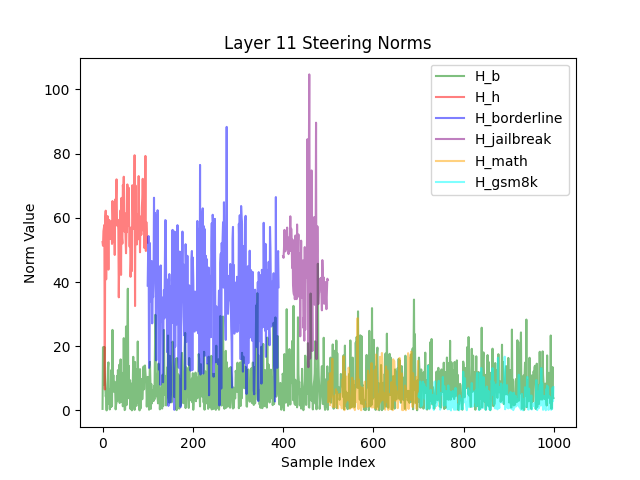 Layer 11 Steering Norms
H_b
H_h
H_borderline
H_jailbreak
H_math
H_gsm8k
Norm Value
100
80
60
40
20
0
0 200 400 600 800 1000
Sample Index